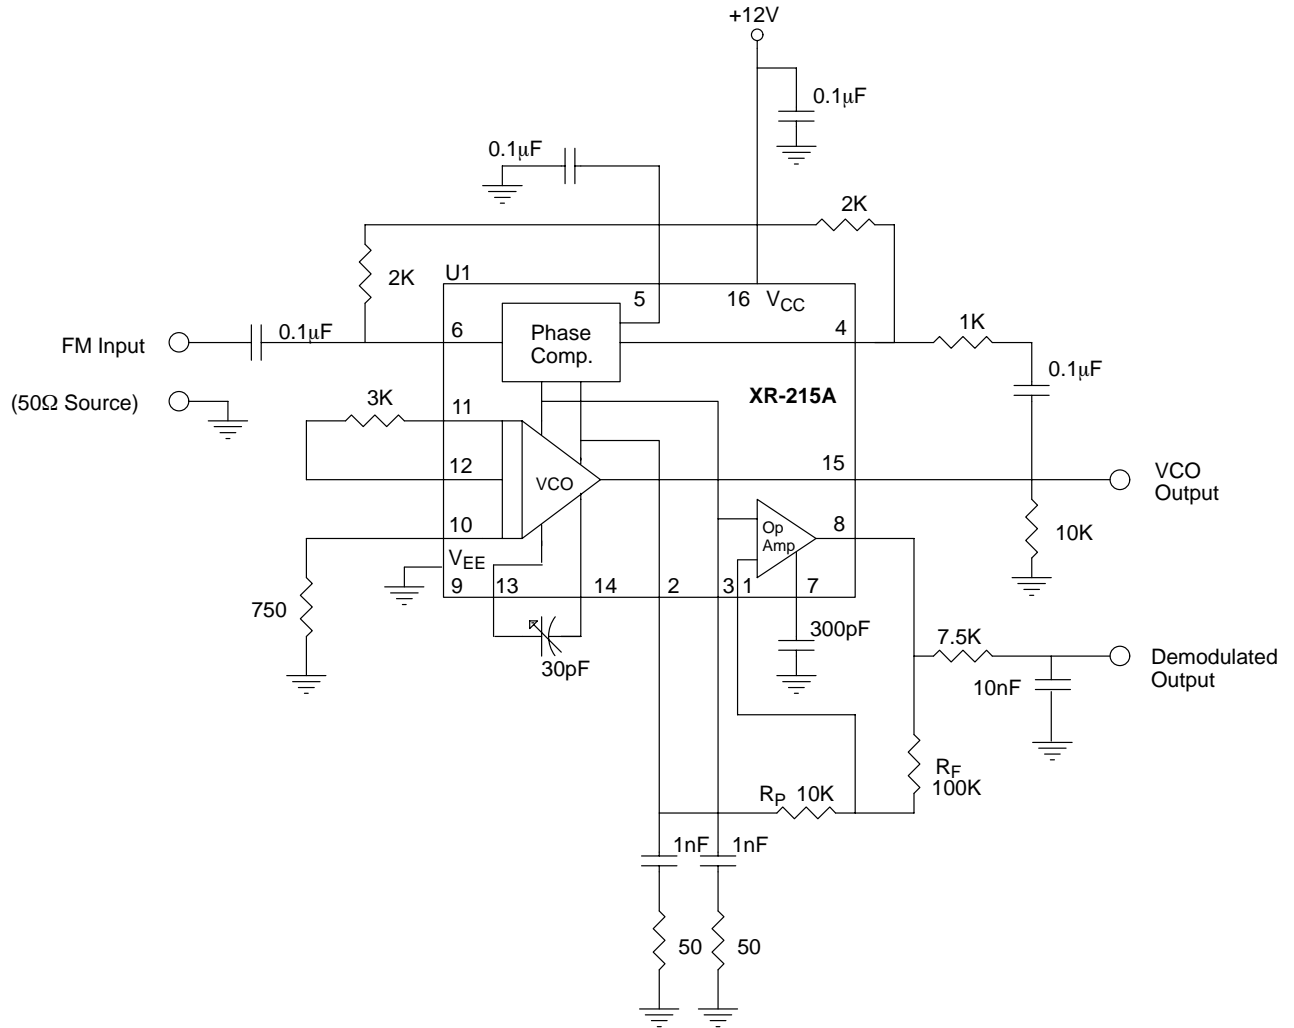 +12V
0.1μF
0.1μF
2K
2K
U1
5
16
VCC
FM Input
0.1μF
6
Phase
Comp.
4
1K
0.1μF
(50Ω Source)
3K
11
XR-215A
12
VCO
15
VCO
Output
10
Op
Amp
8
10K
VEE
9
13
14
2
3
1
7
750
30pF
300pF
7.5K
10nF
Demodulated
Output
RP 10K
RF
100K
1nF
1nF
50
50